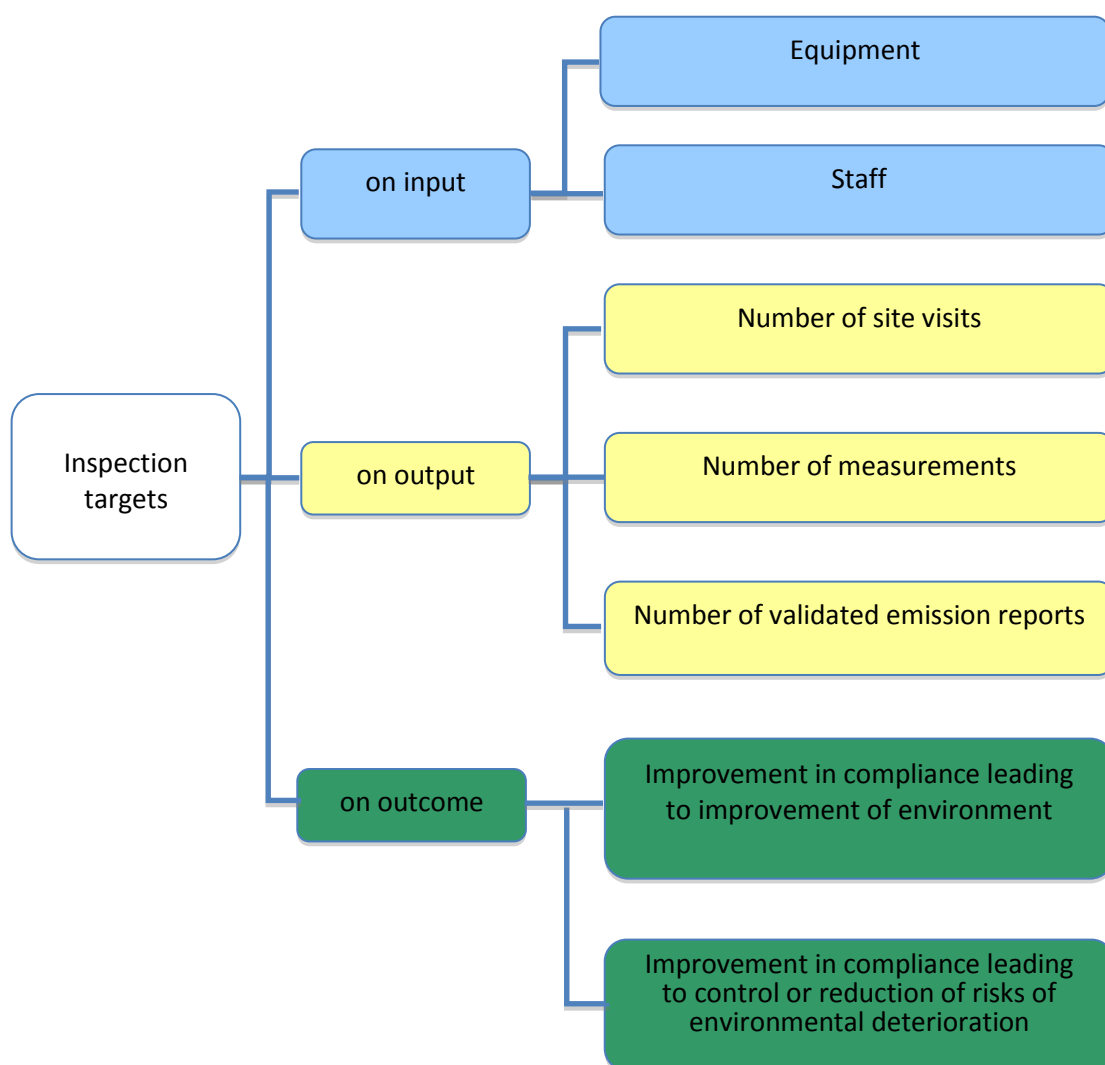 Equipment
on input
Staff
Number of site visits
Inspection
targets
on output
Number of measurements
Number of validated emission reports
on outcome
Improvement in compliance leading
to improvement of environment
Improvement in compliance leading
to control or reduction of risks of
environmental deterioration